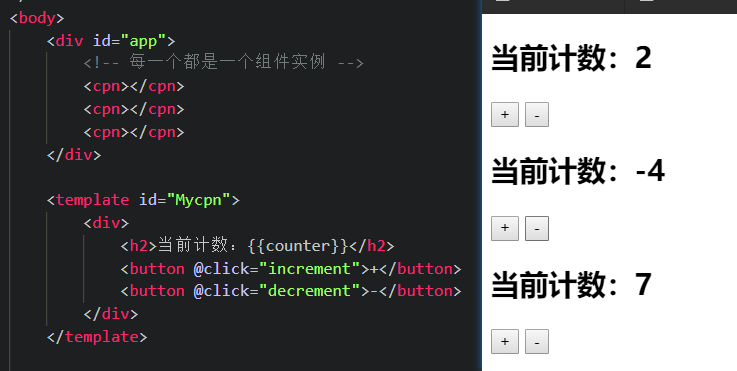 <body>
<div id="app">
<!-- 每一个都是一个组件实例 -->
<cpn></cpn>
<cpn></cpn>
<cpn></cpn>
</div>
<template id="Mycpn">
<div>
<h2>当前计数：{{counter}}</h2>
<button @click="increment">+</button>
<button @click="decrement">-</button>
</div>
</template>
当前计数：2
+ -
当前计数：-4
+ -
当前计数：7
+ -